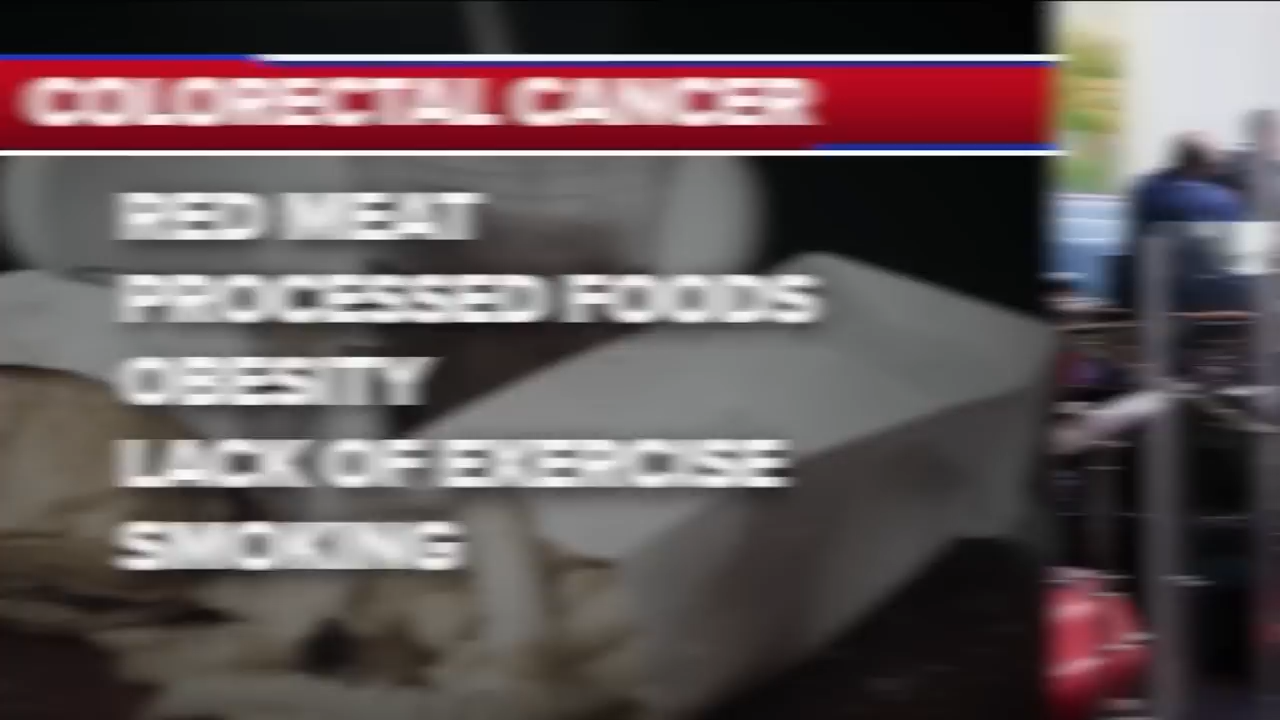 COLORECTAL CANCER
RED MEAT
PROCESSED FOODS
OBESITY
LACK OF EXERCISE
SMOKING